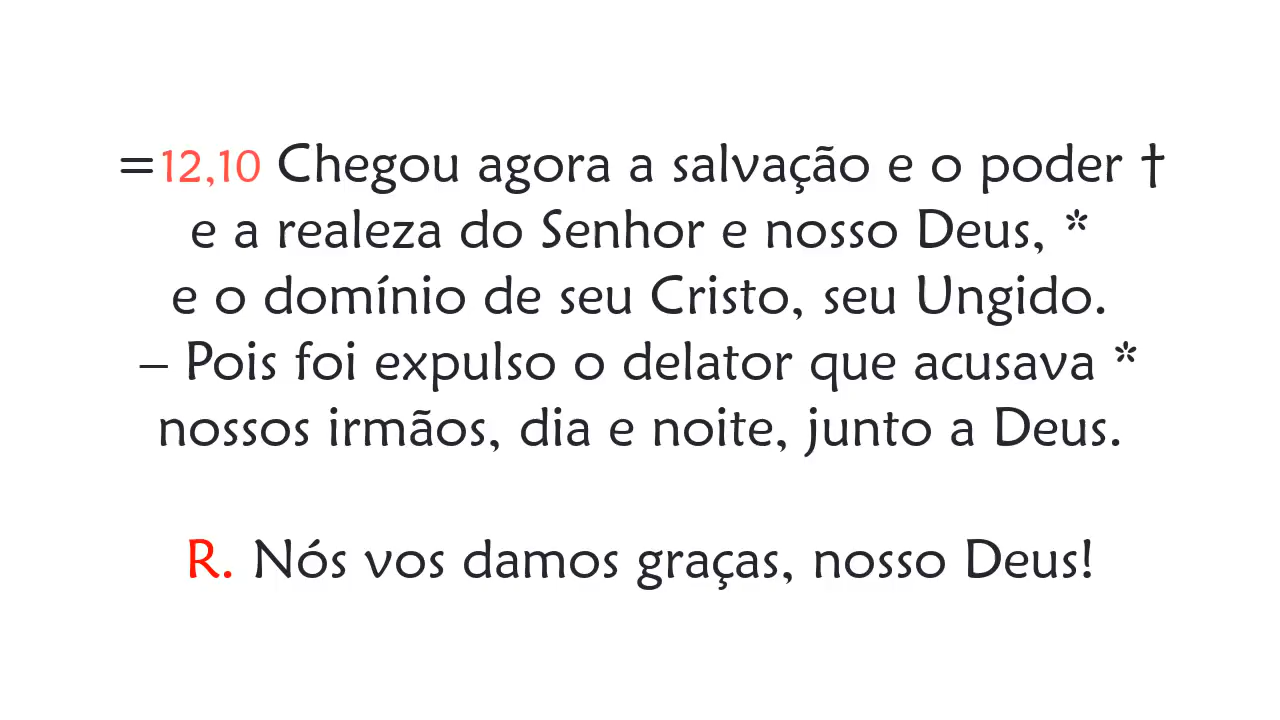 =12,10 Chegou agora a salvação e o poder †
e a realeza do Senhor e nosso Deus, *
e o domínio de seu Cristo, seu Ungido.
– Pois foi expulso o delator que acusava *
nossos irmãos, dia e noite, junto a Deus.
R. Nós vos damos graças, nosso Deus!